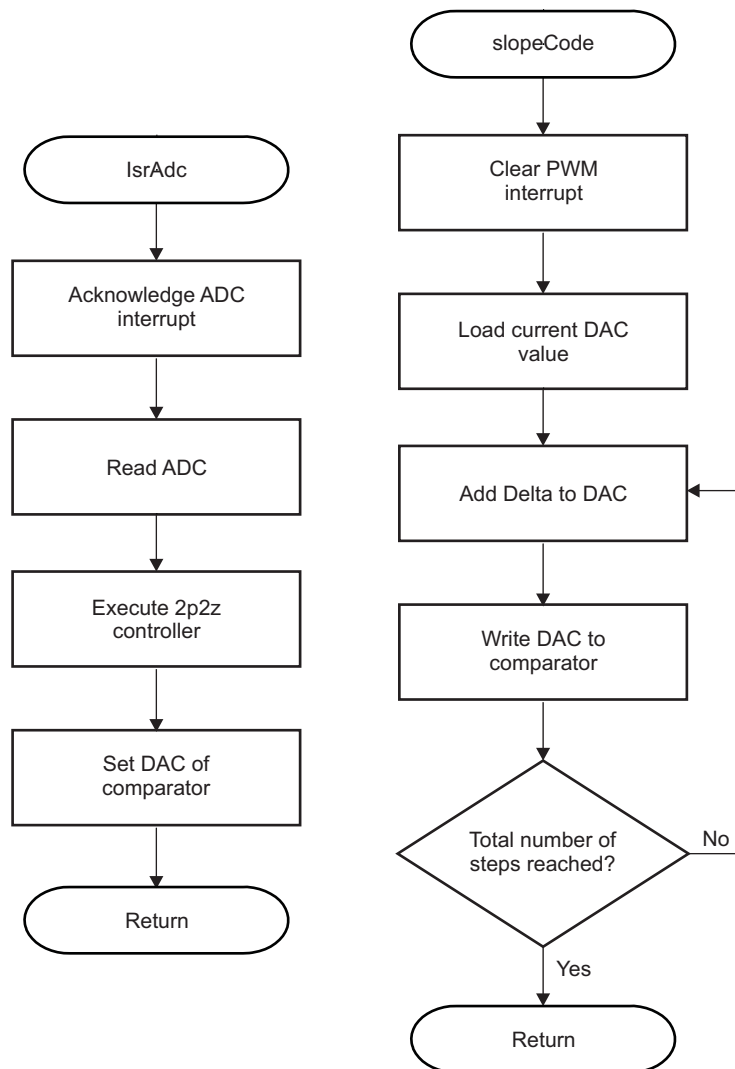 IsrAdc
Acknowledge ADC
interrupt
Read ADC
Execute 2p2z
controller
Set DAC of
comparator
Return
slopeCode
Clear PWM
interrupt
Load current DAC
value
Add Delta to DAC
Write DAC to
comparator
Total number of
steps reached?
No
Yes
Return